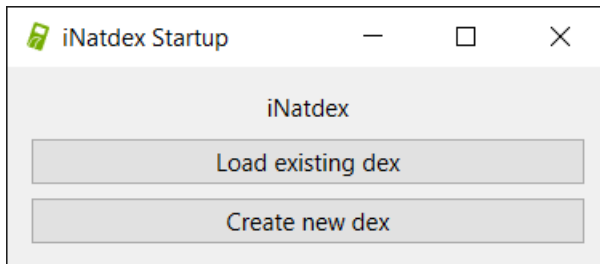 iNatdex Startup
iNatdex
Load existing dex
Create new dex